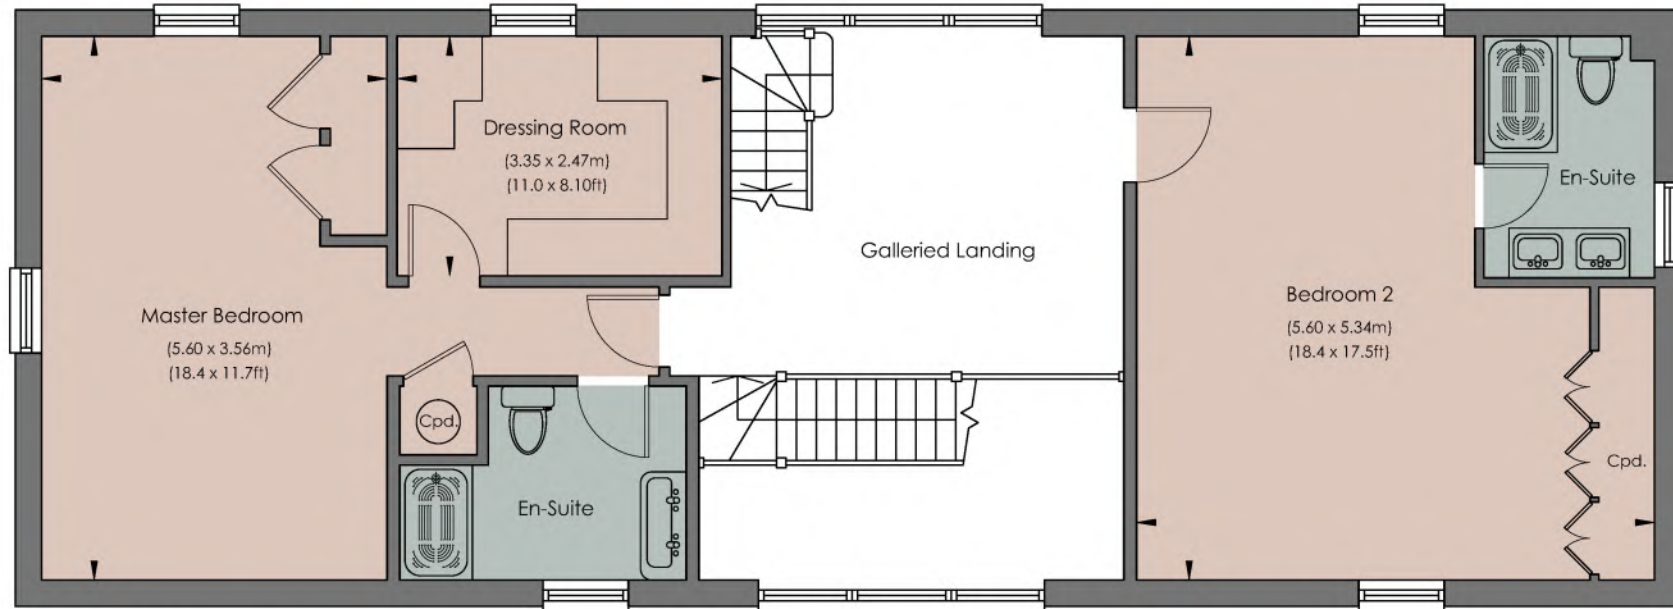 Dressing Room
(3.35 x 2.47m)
(11.0 x 8.10ft)
En-Suite
Galleried Landing
Master Bedroom
(5.60 x 3.56m)
(18.4 x 11.7ft)
Bedroom 2
(5.60 x 5.34m)
(18.4 x 17.5ft)
Cpd.
Cpd.
En-Suite